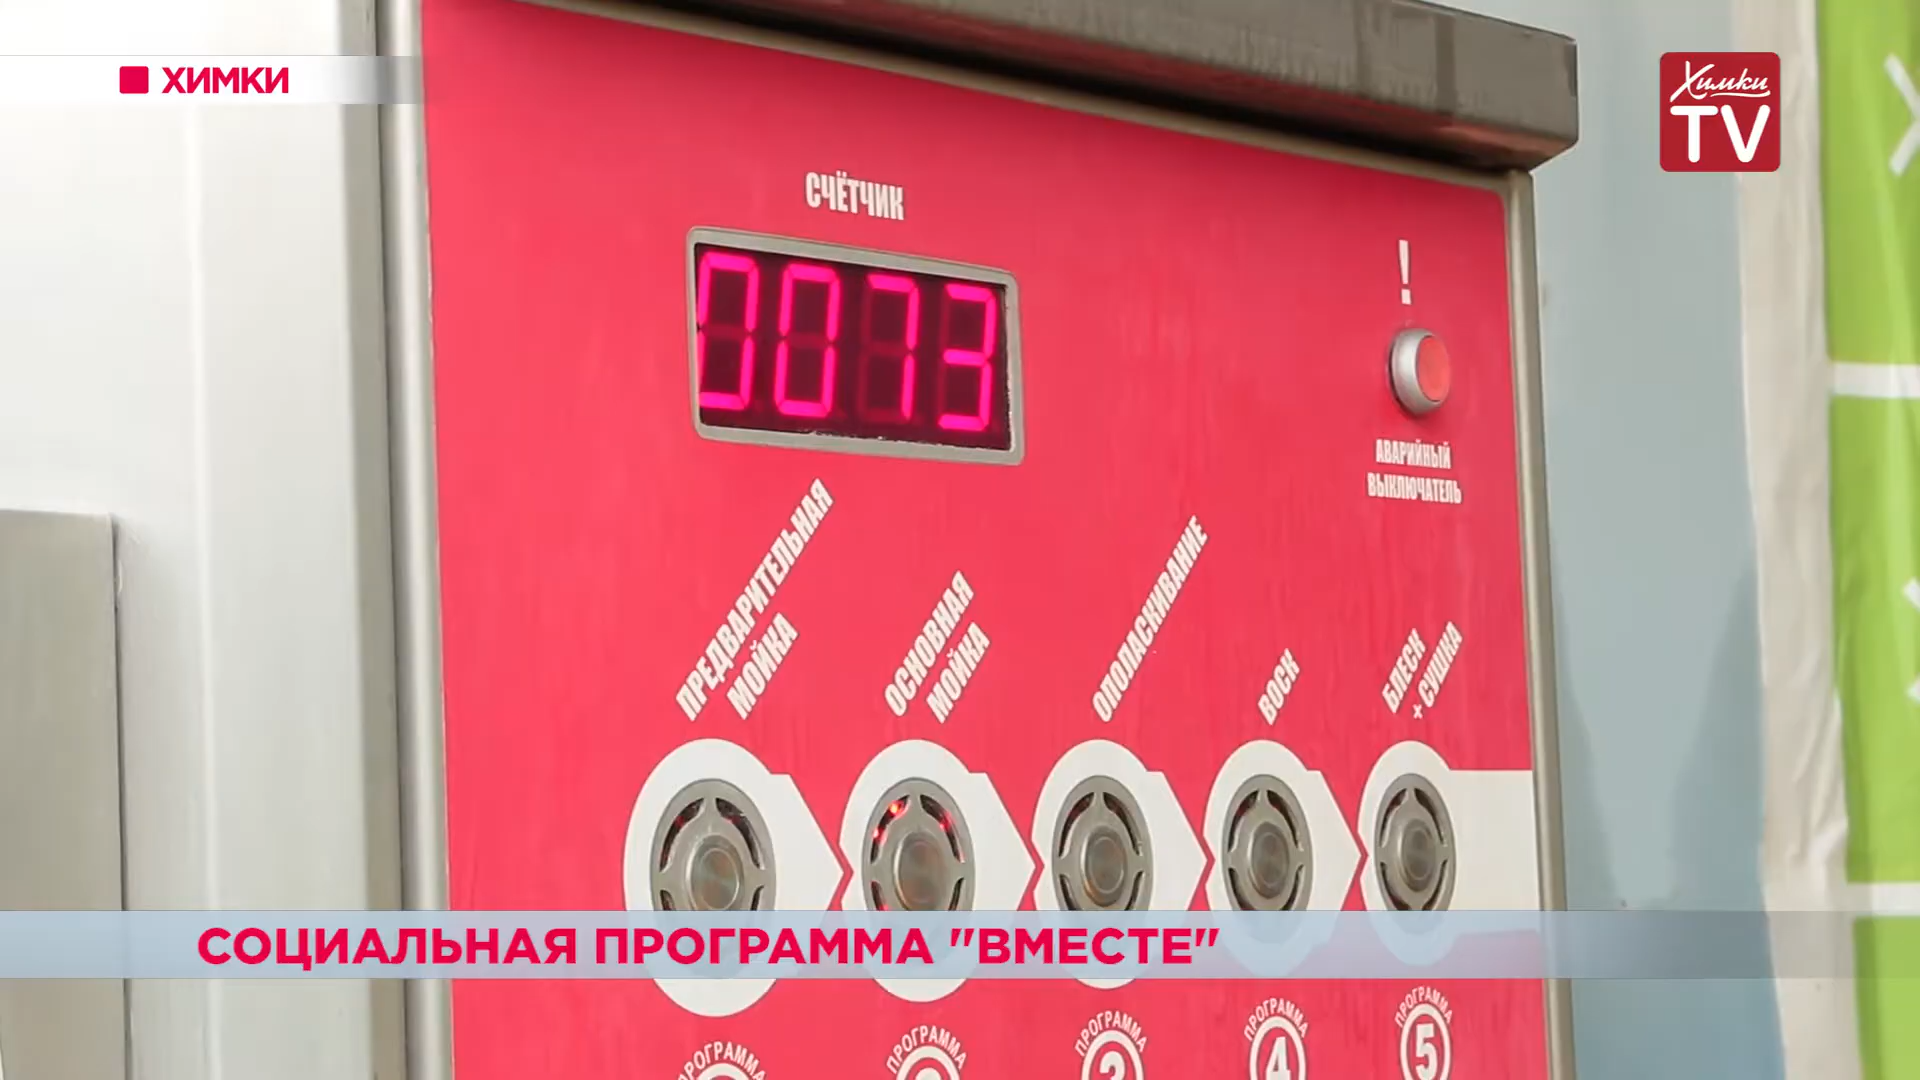 ХИМКИ
Химки
TV
СЧЁТЧИК
0073
!
АВАРИЙНЫЙ
ВЫКЛЮЧАТЕЛЬ
ПРЕДВАРИТЕЛЬНАЯ
МОЙКА
ОСНОВНАЯ
МОЙКА
ОПОЛАСКИВАНИЕ
ВОСК
БЛЕСК
+ СУШКА
СОЦИАЛЬНАЯ ПРОГРАММА "ВМЕСТЕ"
ПРОГРАММА
ПРОГРАММА
ПРОГРАММА
3
ПРОГРАММА
4
ПРОГРАММА
5